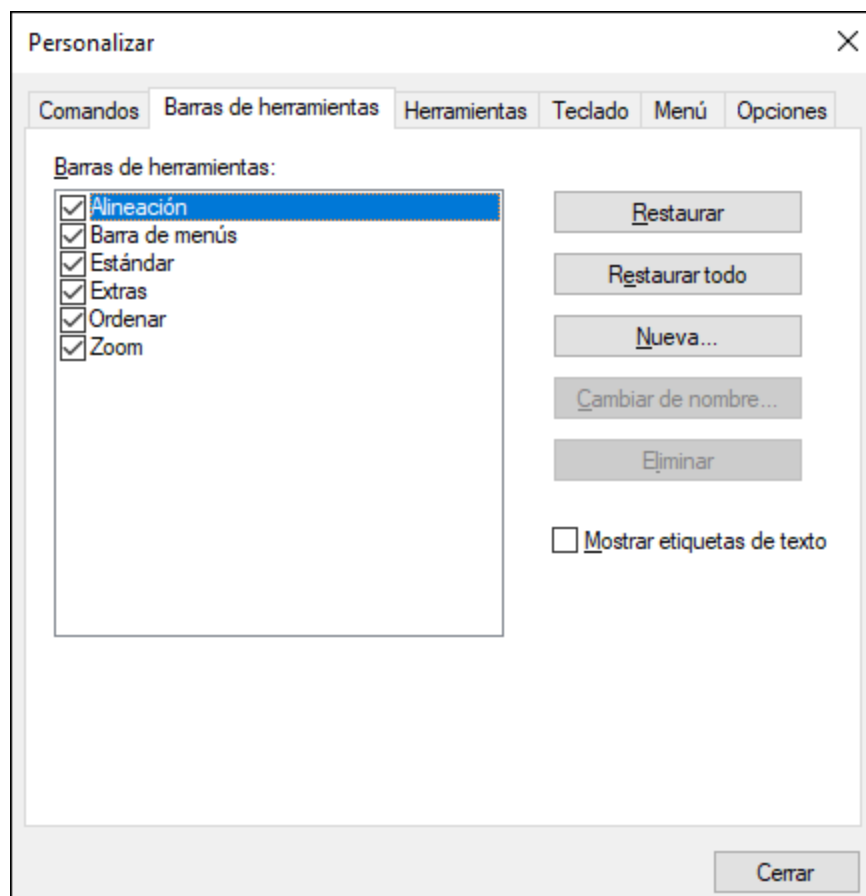 Personalizar
Comandos Barras de herramientas Herramientas Teclado Menú Opciones
Barras de herramientas:
Alineación
Barra de menús
Estándar
Extras
Ordenar
Zoom
Restaurar
Restaurar todo
Nueva...
Cambiar de nombre...
Eliminar
Mostrar etiquetas de texto
Cerrar